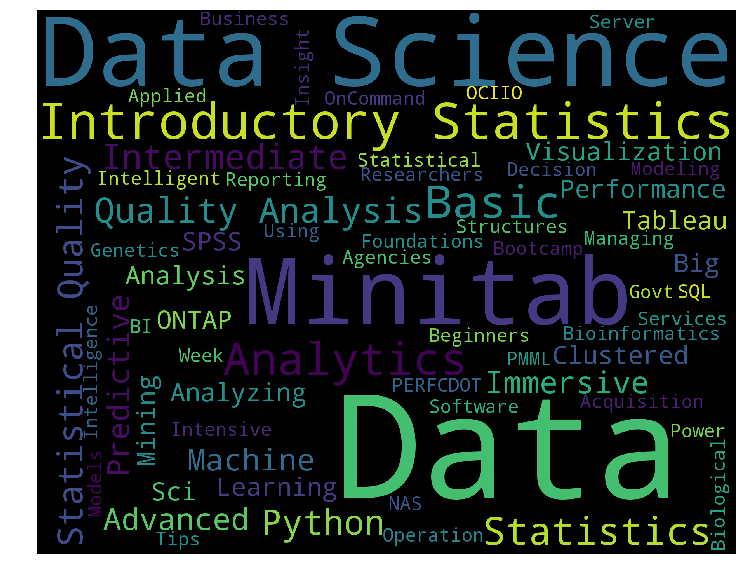 Business
Server
Data Science
Insight
Applied
OnCommand
OCIIO
Introductory Statistics
Intermediate
Statistical
Visualization
Researchers
Decision
Modeling
Intelligent
Reporting
Performance
Quality Analysis
Basic
Tableau
Structures
Using
SPSS
Foundations
Managing
Genetics
Agencies
Bootcamp
Statistical Quality
Analysis
Minitab
Big
Govt
SQL
Intelligence
Predictive
BI
ONTAP
Services
Beginners
Bioinformatics
Week
Analytics
PMML
Clustered
Mining
Analyzing
PERFCDOT
Immersive
Data
Software
Acquisition
Intensive
Power
Machine
Models
Sci
Learning
NAS
Biological
Advanced
Python
Operation
Statistics
Tips